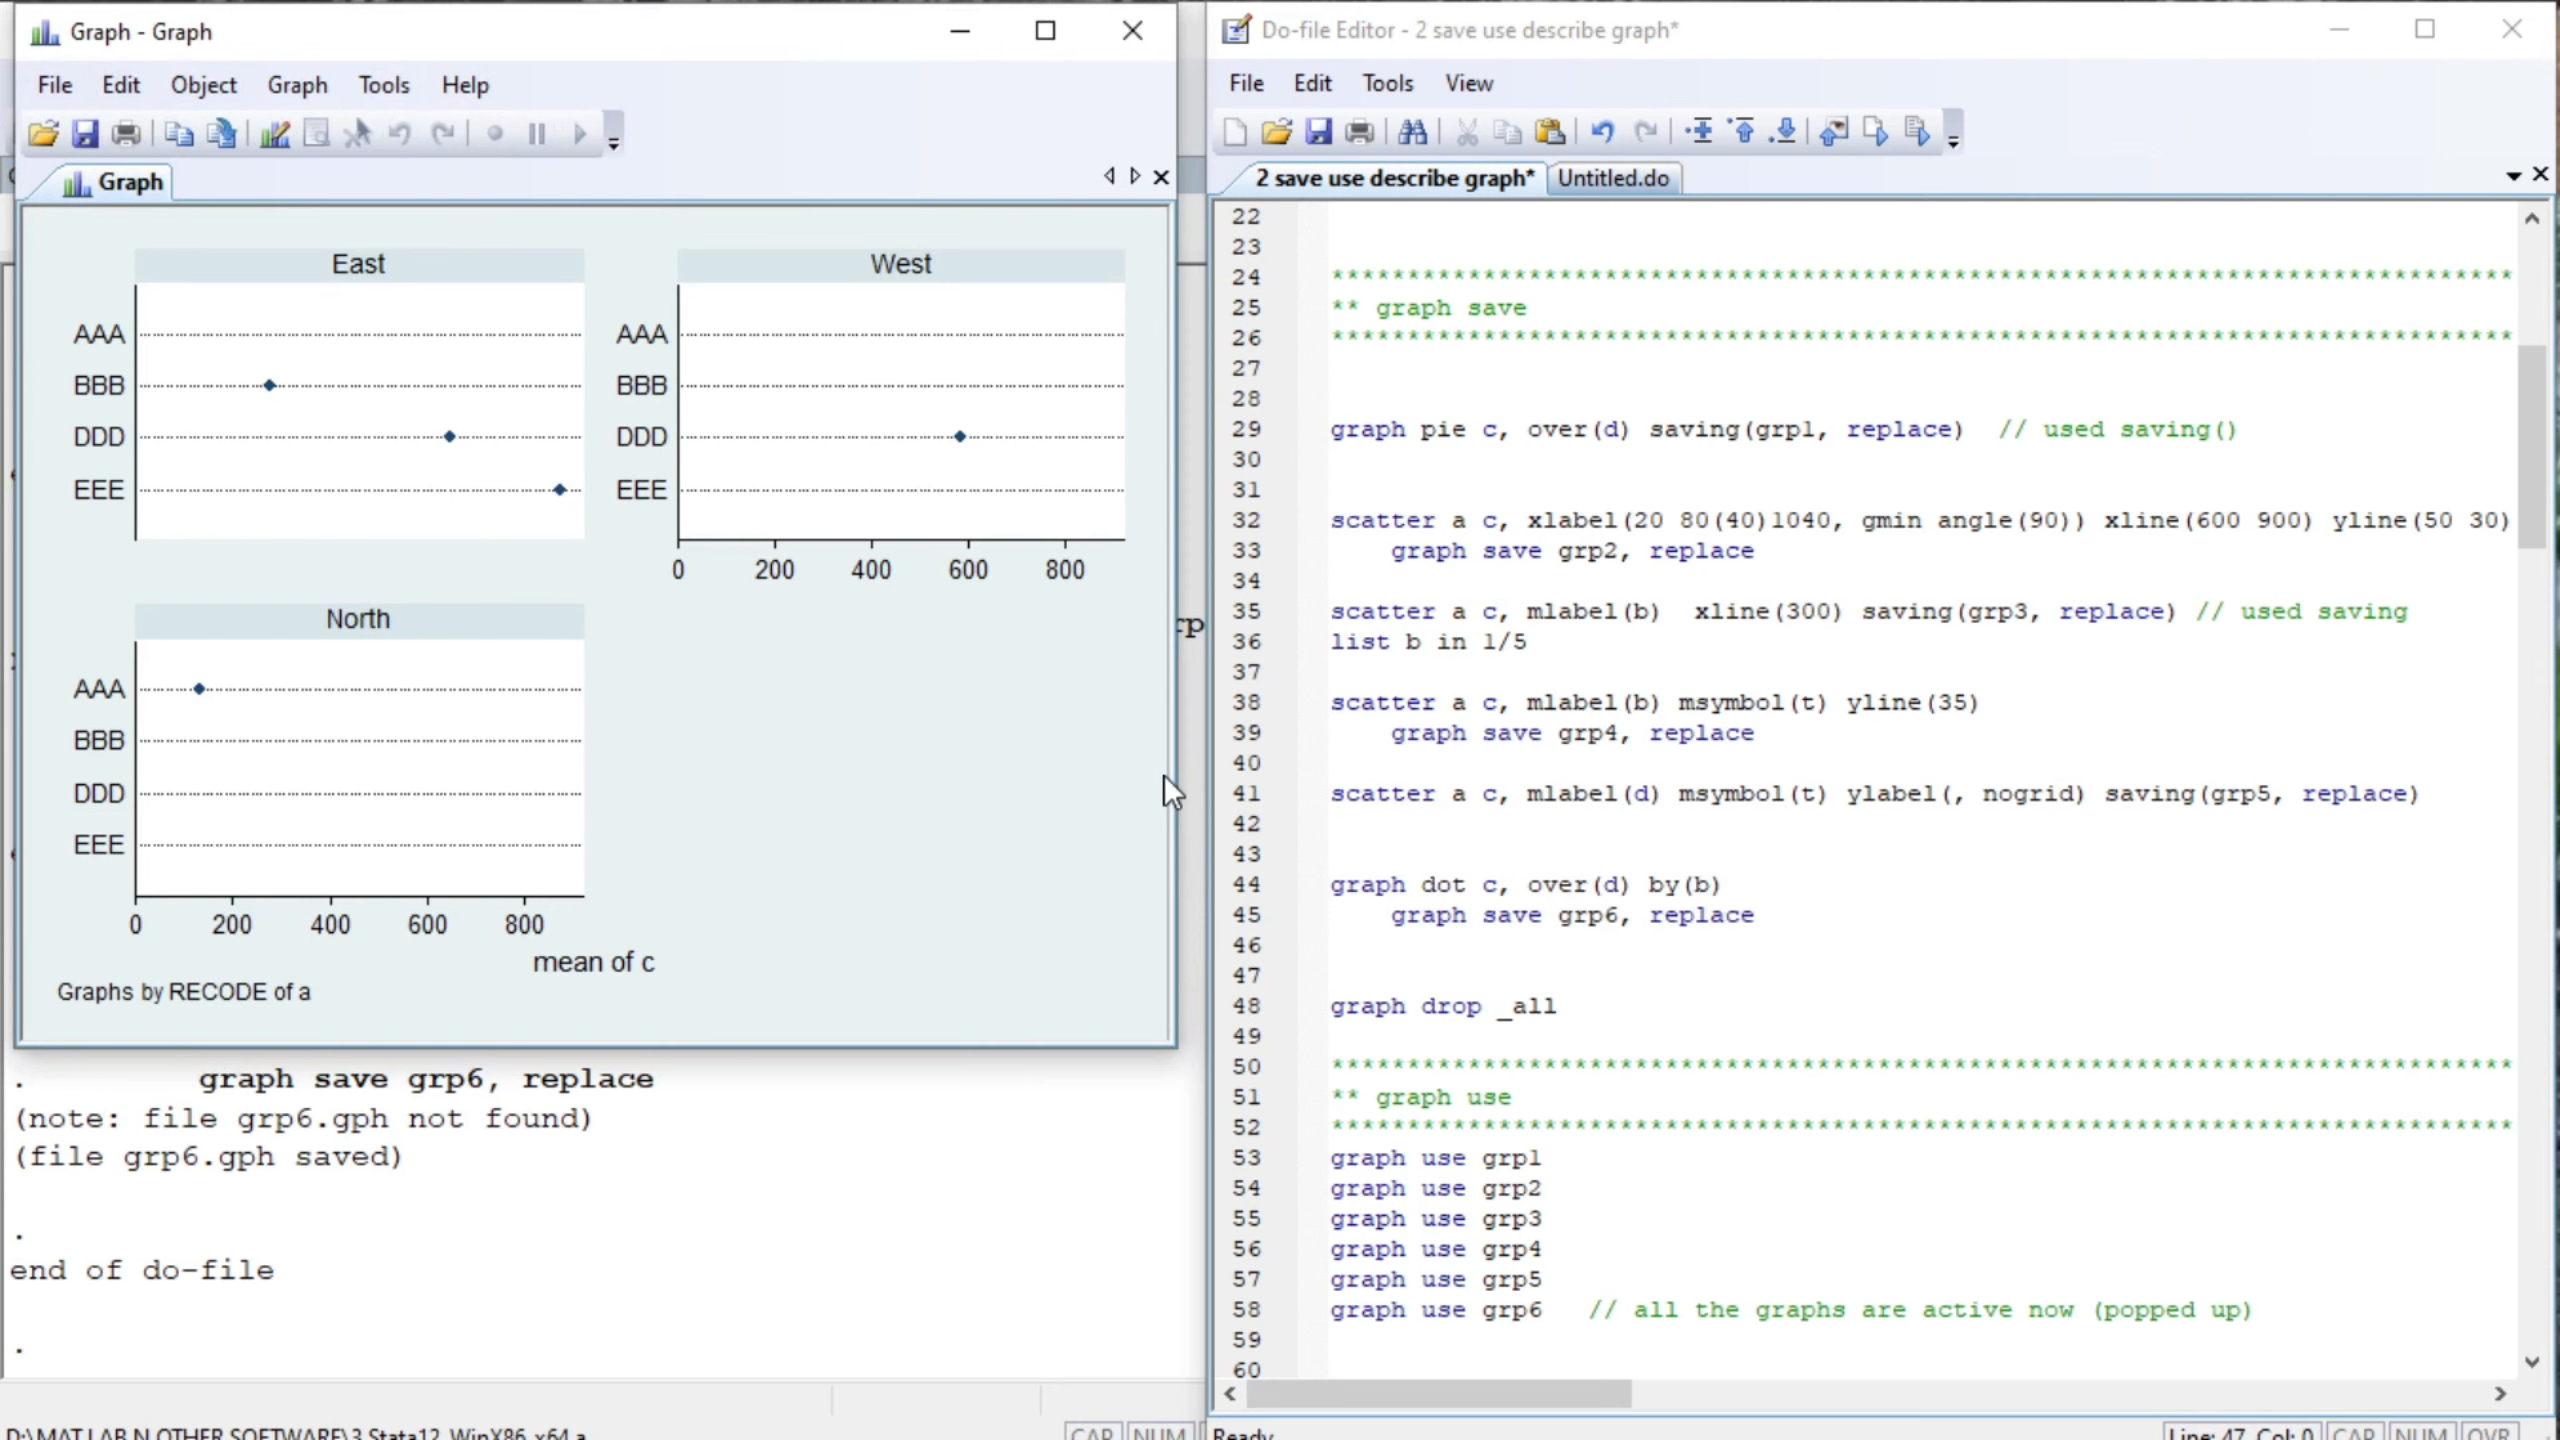 Graph - Graph
File Edit Object Graph Tools Help
Graph
East
AAA
BBB
DDD
EEE
West
AAA
BBB
DDD
EEE
0 200 400 600 800
North
AAA
BBB
DDD
EEE
0 200 400 600 800
mean of c
Graphs by RECODE of a
rp
. graph save grp6, replace
(note: file grp6.gph not found)
(file grp6.gph saved)
.
end of do-file
.
D:\MATLAB N OTHER SOFTWARE\3 Stata12_WinX86_x64 a
CAP NUM
Do-file Editor - 2 save use describe graph*
File Edit Tools View
2 save use describe graph* Untitled.do
22
23
24 ******************************************************************************
25 ** graph save
26 ******************************************************************************
27
28
29 graph pie c, over(d) saving(grp1, replace) // used saving()
30
31
32 scatter a c, xlabel(20 80(40)1040, gmin angle(90)) xline(600 900) yline(50 30)
33 graph save grp2, replace
34
35 scatter a c, mlabel(b) xline(300) saving(grp3, replace) // used saving
36 list b in 1/5
37
38 scatter a c, mlabel(b) msymbol(t) yline(35)
39 graph save grp4, replace
40
41 scatter a c, mlabel(d) msymbol(t) ylabel(, nogrid) saving(grp5, replace)
42
43
44 graph dot c, over(d) by(b)
45 graph save grp6, replace
46
47
48 graph drop _all
49
50 ******************************************************************************
51 ** graph use
52 ******************************************************************************
53 graph use grp1
54 graph use grp2
55 graph use grp3
56 graph use grp4
57 graph use grp5
58 graph use grp6 // all the graphs are active now (popped up)
59
60
Ready
Line: 47, Col: 0 CAP NUM OVR